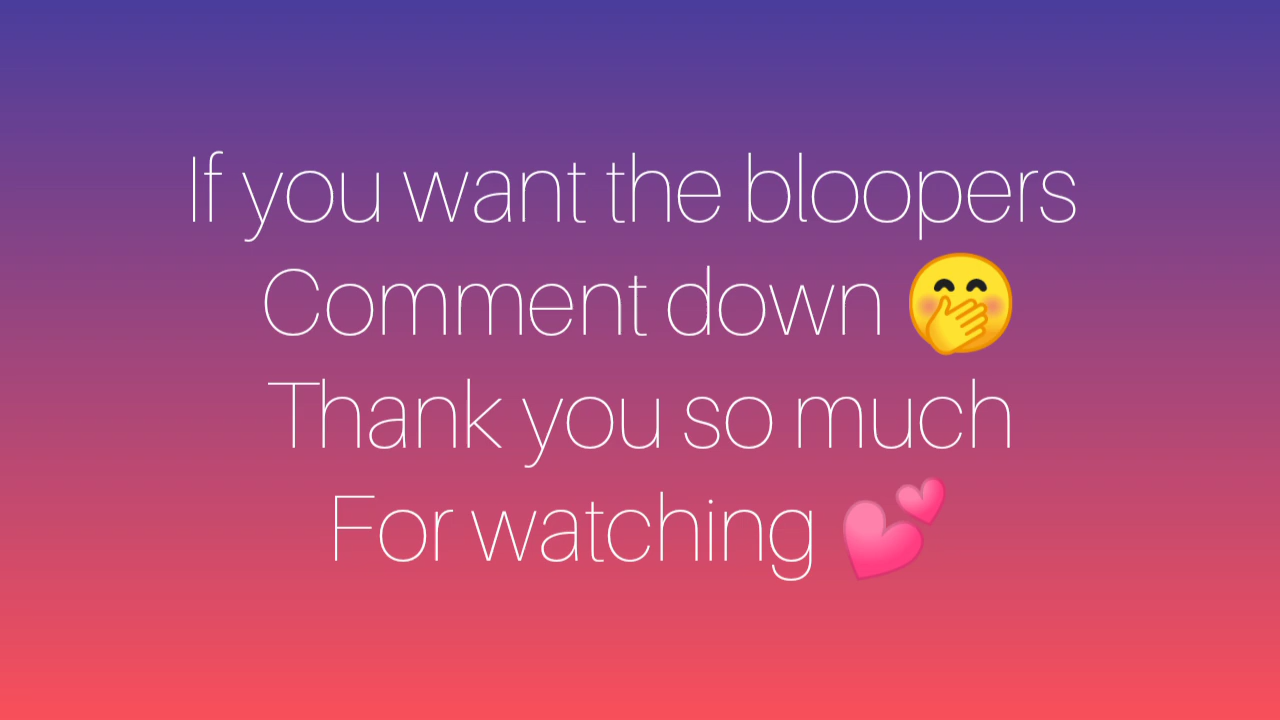 If you want the bloopers
Comment down 🤭
Thank you so much
For watching 💕